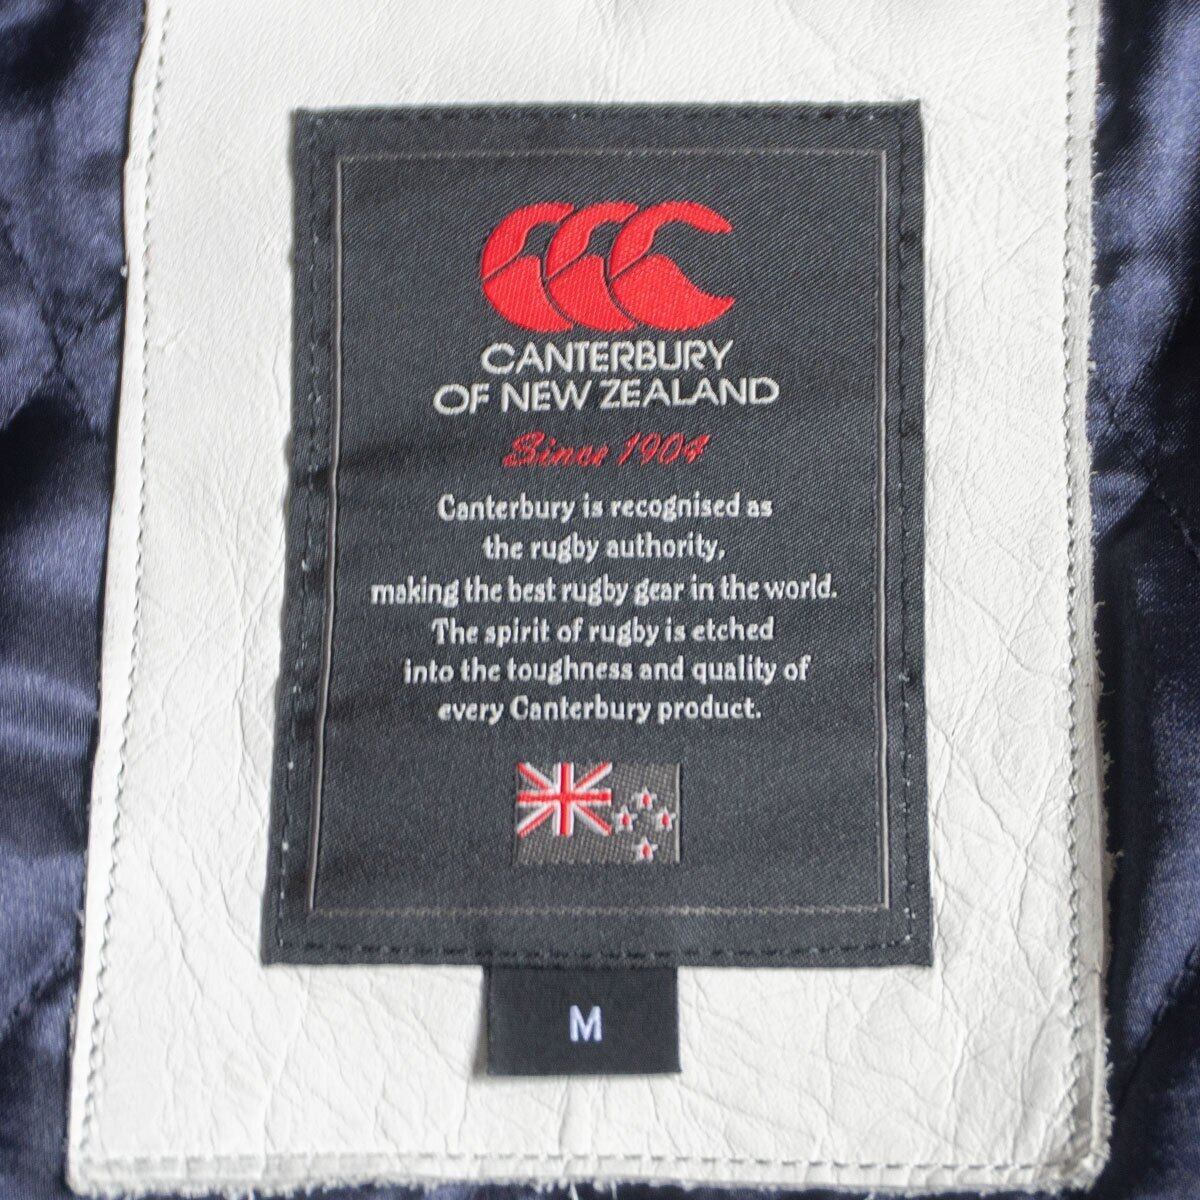 CANTERBURY
OF NEW ZEALAND
Since 1904
Canterbury is recognised as
the rugby authority,
making the best rugby gear in the world.
The spirit of rugby is etched
into the toughness and quality of
every Canterbury product.
M